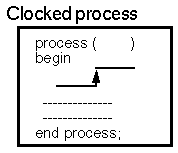 Clocked process
process (        )
begin
end process;